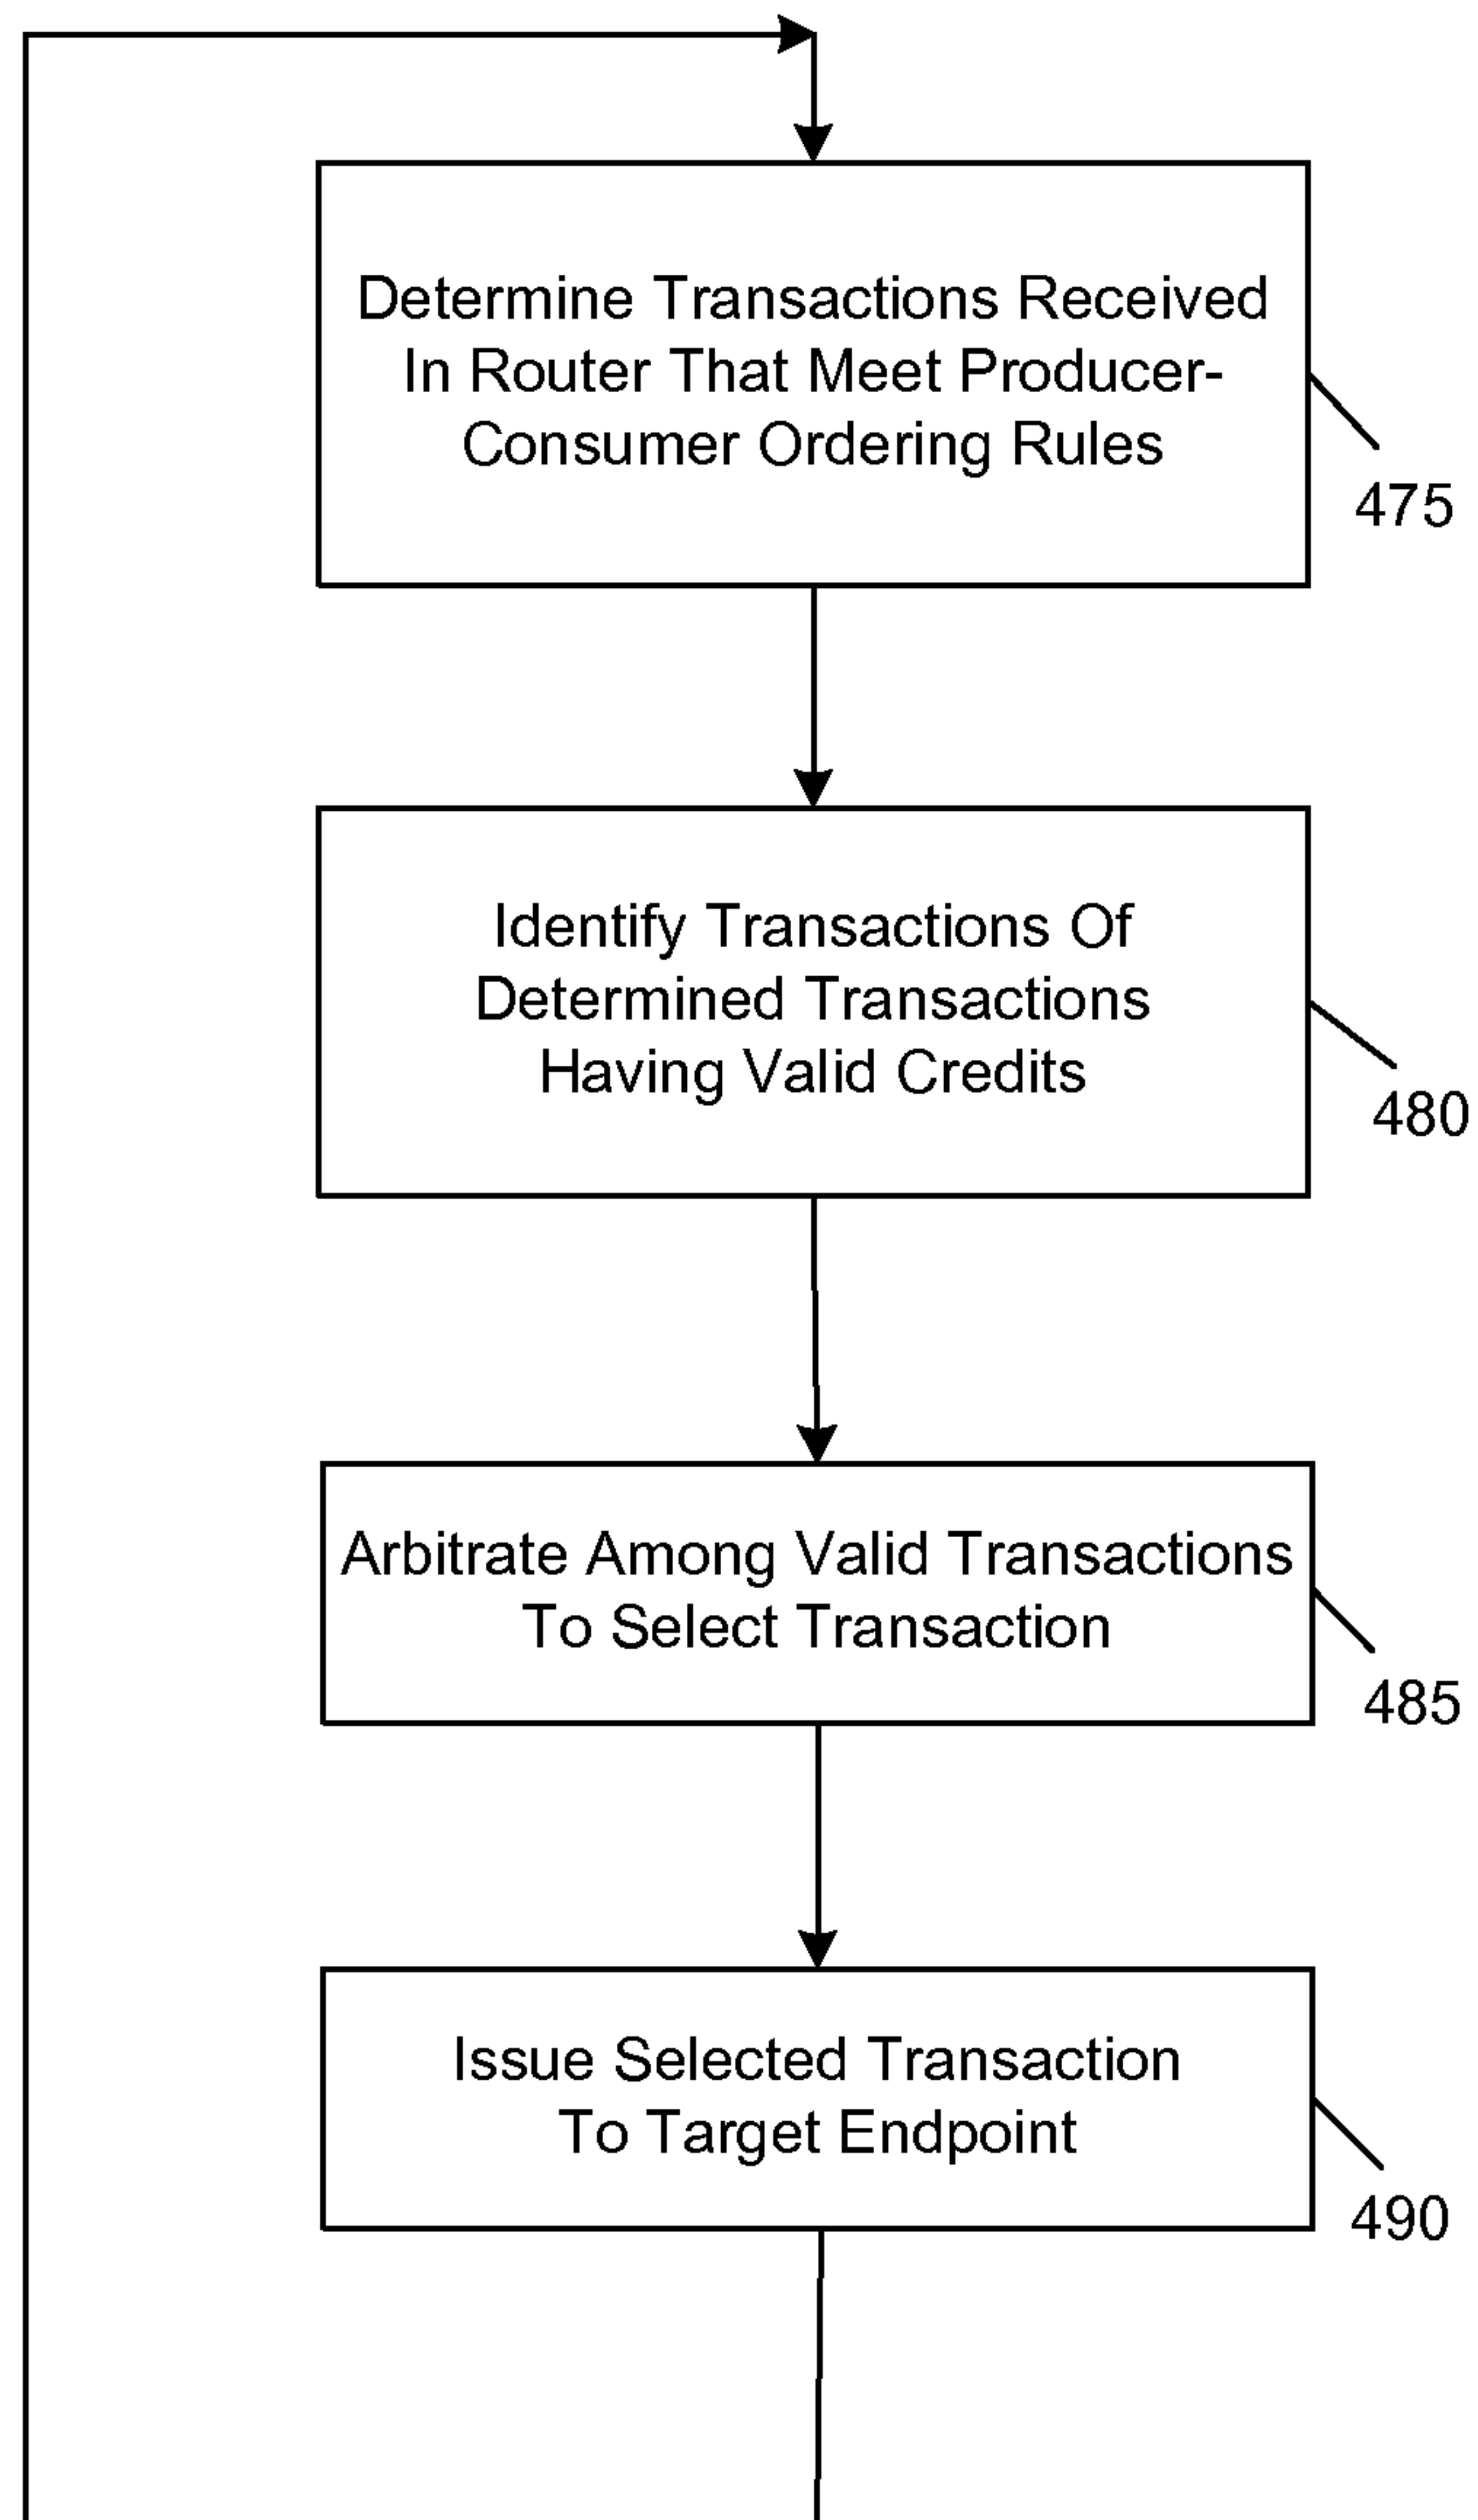 Determine Transactions Received
In Router That Meet Producer-
Consumer Ordering Rules
475
Identify Transactions Of
Determined Transactions
Having Valid Credits
480
Arbitrate Among Valid Transactions
To Select Transaction
485
Issue Selected Transaction
To Target Endpoint
490